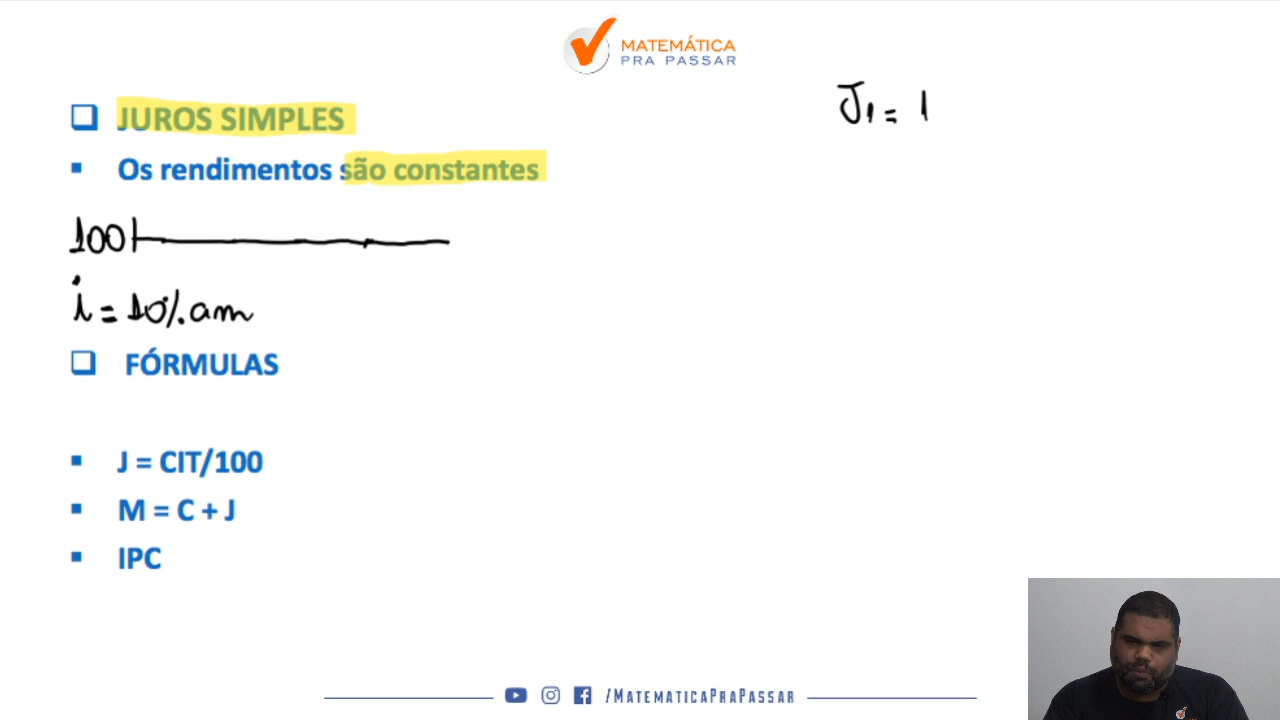 MATEMÁTICA
PRA PASSAR
JUROS SIMPLES
J1 = 1
Os rendimentos são constantes
100
i = 10% am
FÓRMULAS
J = CIT/100
M = C + J
IPC
/MATEMATICAPRAPASSAR